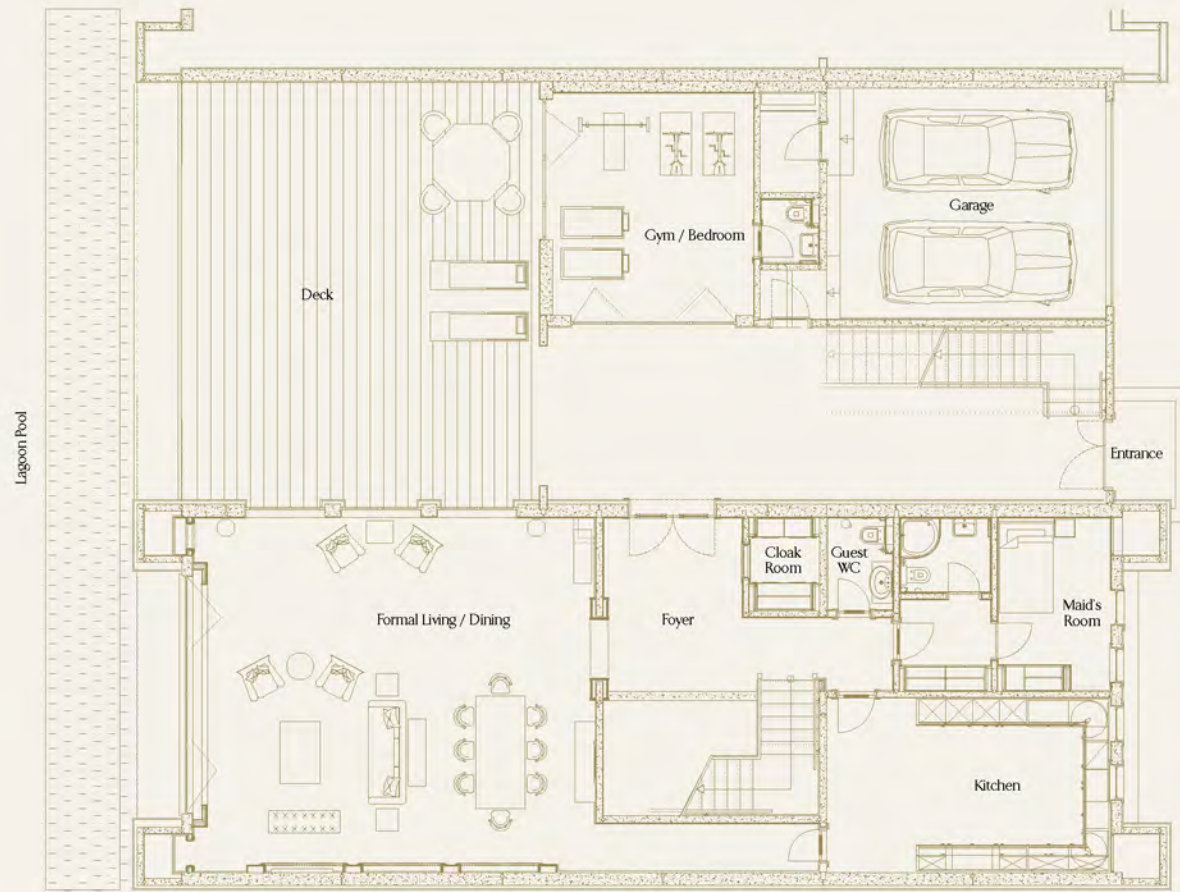 Garage
Gym / Bedroom
Deck
Lagoon Pool
Entrance
Cloak
Room
Guest
WC
Maid's
Room
Formal Living / Dining
Foyer
Kitchen